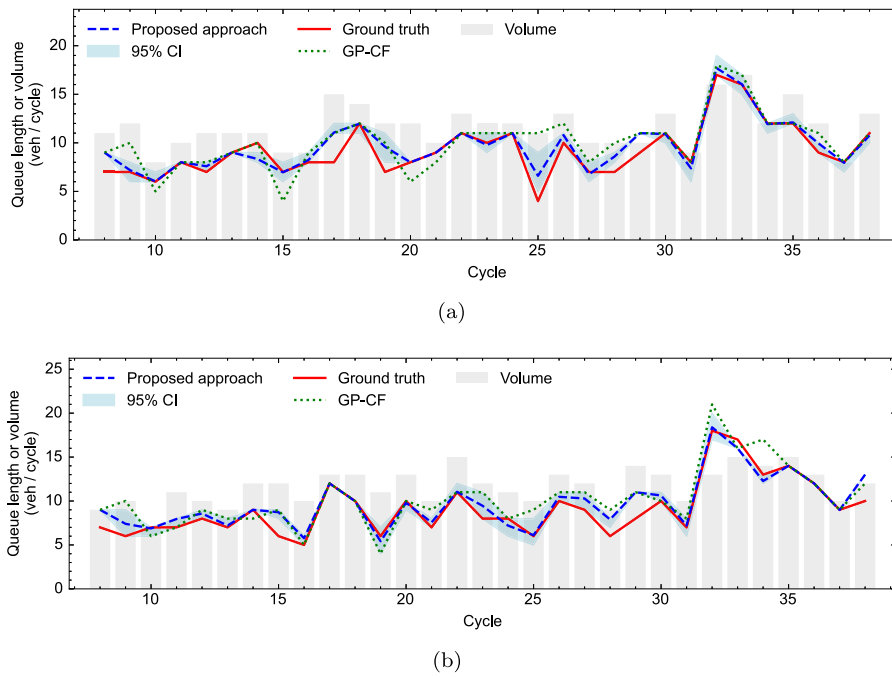 Proposed approach Ground truth Volume
95% CI GP-CF
20
15
10
5
0
Queue length or volume
(veh / cycle)
10 15 20 25 30 35
Cycle
(a)
25
Proposed approach Ground truth Volume
95% CI GP-CF
20
15
10
5
0
Queue length or volume
(veh / cycle)
10 15 20 25 30 35
Cycle
(b)